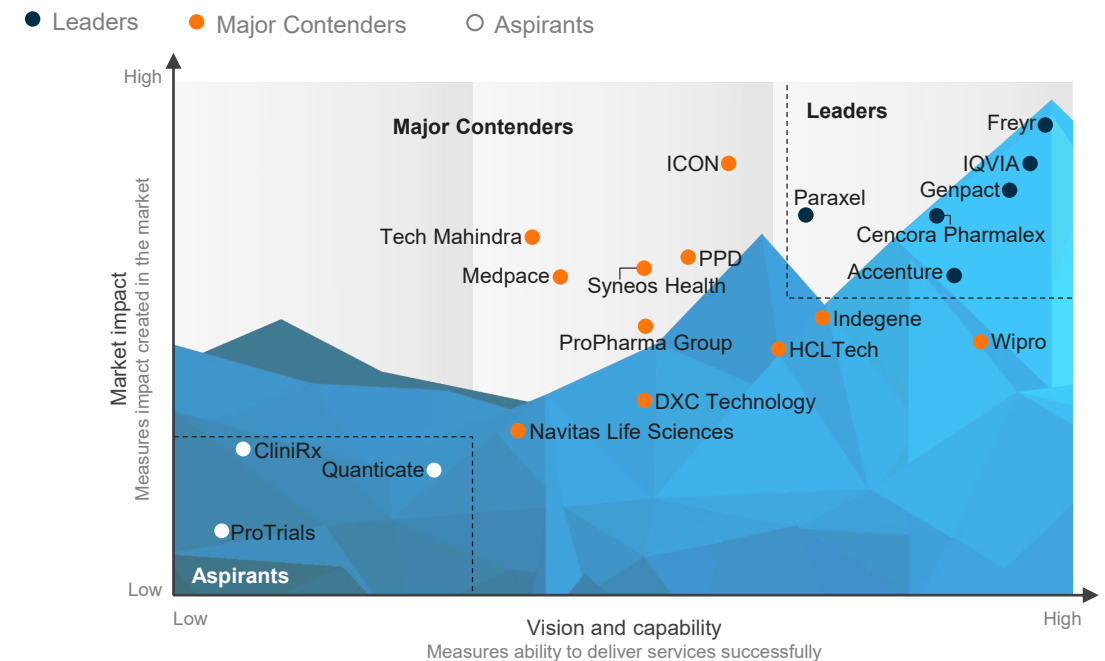 Leaders
Major Contenders
Aspirants
High
Major Contenders
Leaders
Freyr
ICON
IQVIA
Genpact
Paraxel
Cencora Pharmalex
Tech Mahindra
PPD
Medpace
Syneos Health
Accenture
Indegene
ProPharma Group
HCLTech
Wipro
DXC Technology
Navitas Life Sciences
CliniRx
Quanticate
ProTrials
Aspirants
Market impact
Measures impact created in the market
Low
Low
High
Vision and capability
Measures ability to deliver services successfully